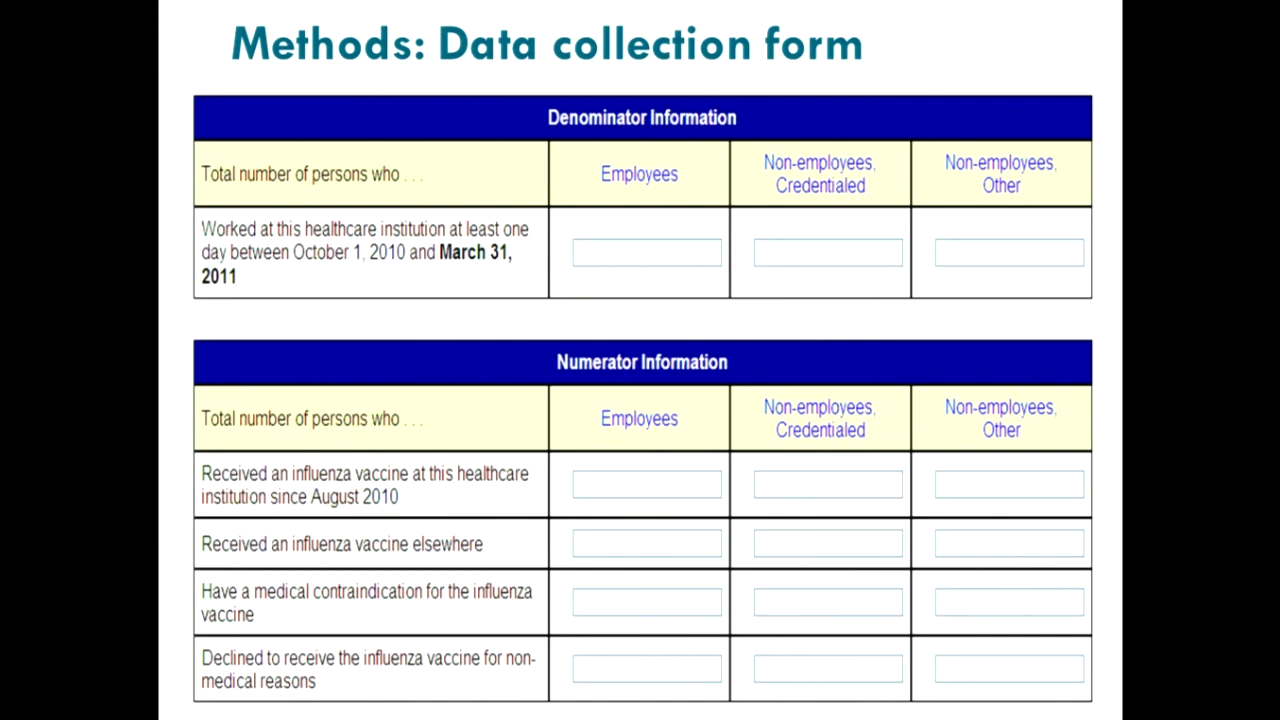 Methods: Data collection form
Denominator Information
Total number of persons who . . .
Employees
Non-employees,
Credentialed
Non-employees,
Other
Worked at this healthcare institution at least one
day between October 1, 2010 and March 31,
2011
Numerator Information
Total number of persons who . . .
Employees
Non-employees,
Credentialed
Non-employees,
Other
Received an influenza vaccine at this healthcare
institution since August 2010
Received an influenza vaccine elsewhere
Have a medical contraindication for the influenza
vaccine
Declined to receive the influenza vaccine for non-
medical reasons